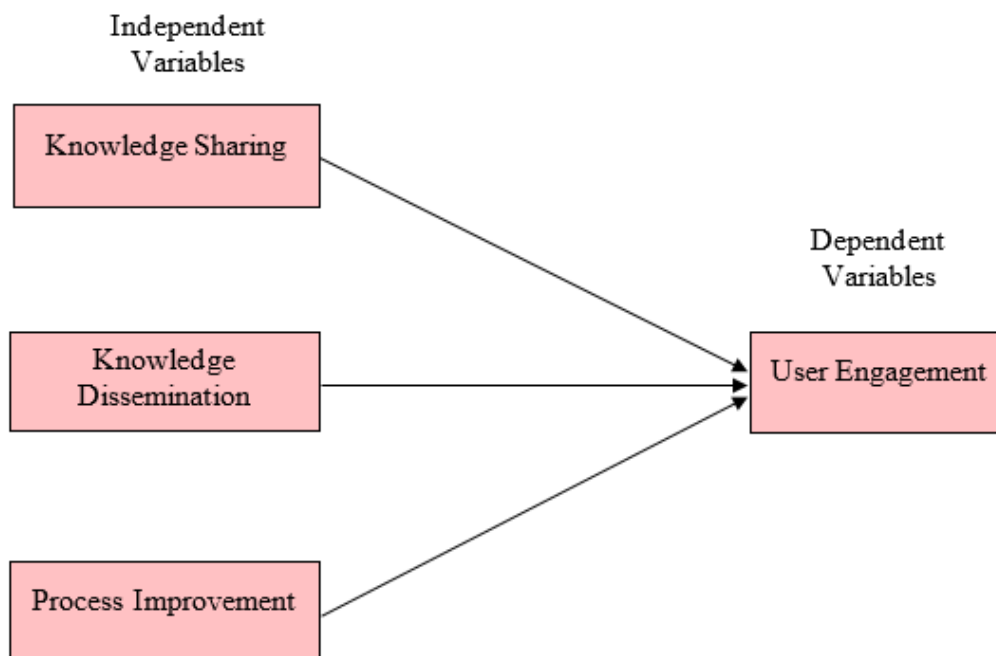 Independent
Variables
Knowledge Sharing
Dependent
Variables
Knowledge
Dissemination
User Engagement
Process Improvement